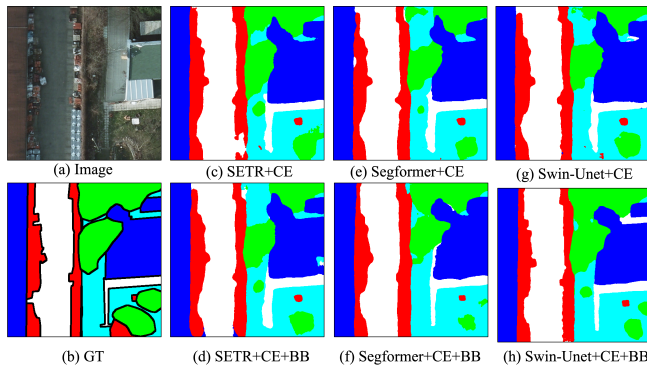 (a) Image
(c) SETR+CE
(e) Segformer+CE
(g) Swin-Unet+CE
(b) GT
(d) SETR+CE+BB
(f) Segformer+CE+BB
(h) Swin-Unet+CE+BB